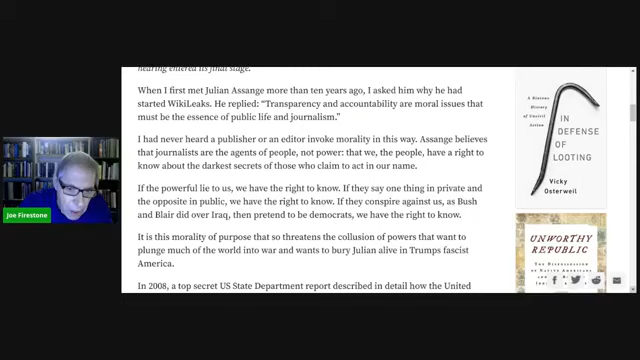 hearing entered its final stage.
When I first met Julian Assange more than ten years ago, I asked him why he had
started WikiLeaks. He replied: “Transparency and accountability are moral issues that
must be the essence of public life and journalism.”
I had never heard a publisher or an editor invoke morality in this way. Assange believes
that journalists are the agents of people, not power: that we, the people, have a right to
know about the darkest secrets of those who claim to act in our name.
If the powerful lie to us, we have the right to know. If they say one thing in private and
the opposite in public, we have the right to know. If they conspire against us, as Bush
and Blair did over Iraq, then pretend to be democrats, we have the right to know.
It is this morality of purpose that so threatens the collusion of powers that want to
plunge much of the world into war and wants to bury Julian alive in Trumps fascist
America.
In 2008, a top secret US State Department report described in detail how the United
Joe Firestone
A Riotous
History
of Uncivil
Action
IN
DEFENSE
OF
LOOTING
Vicky
Osterweil
UNWORTHY
REPUBLIC
The Dispossession
of Native Americans